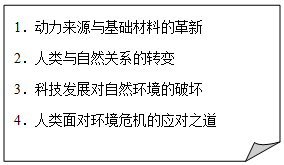 1．动力来源与基础材料的革新
2．人类与自然关系的转变
3．科技发展对自然环境的破坏
4．人类面对环境危机的应对之道